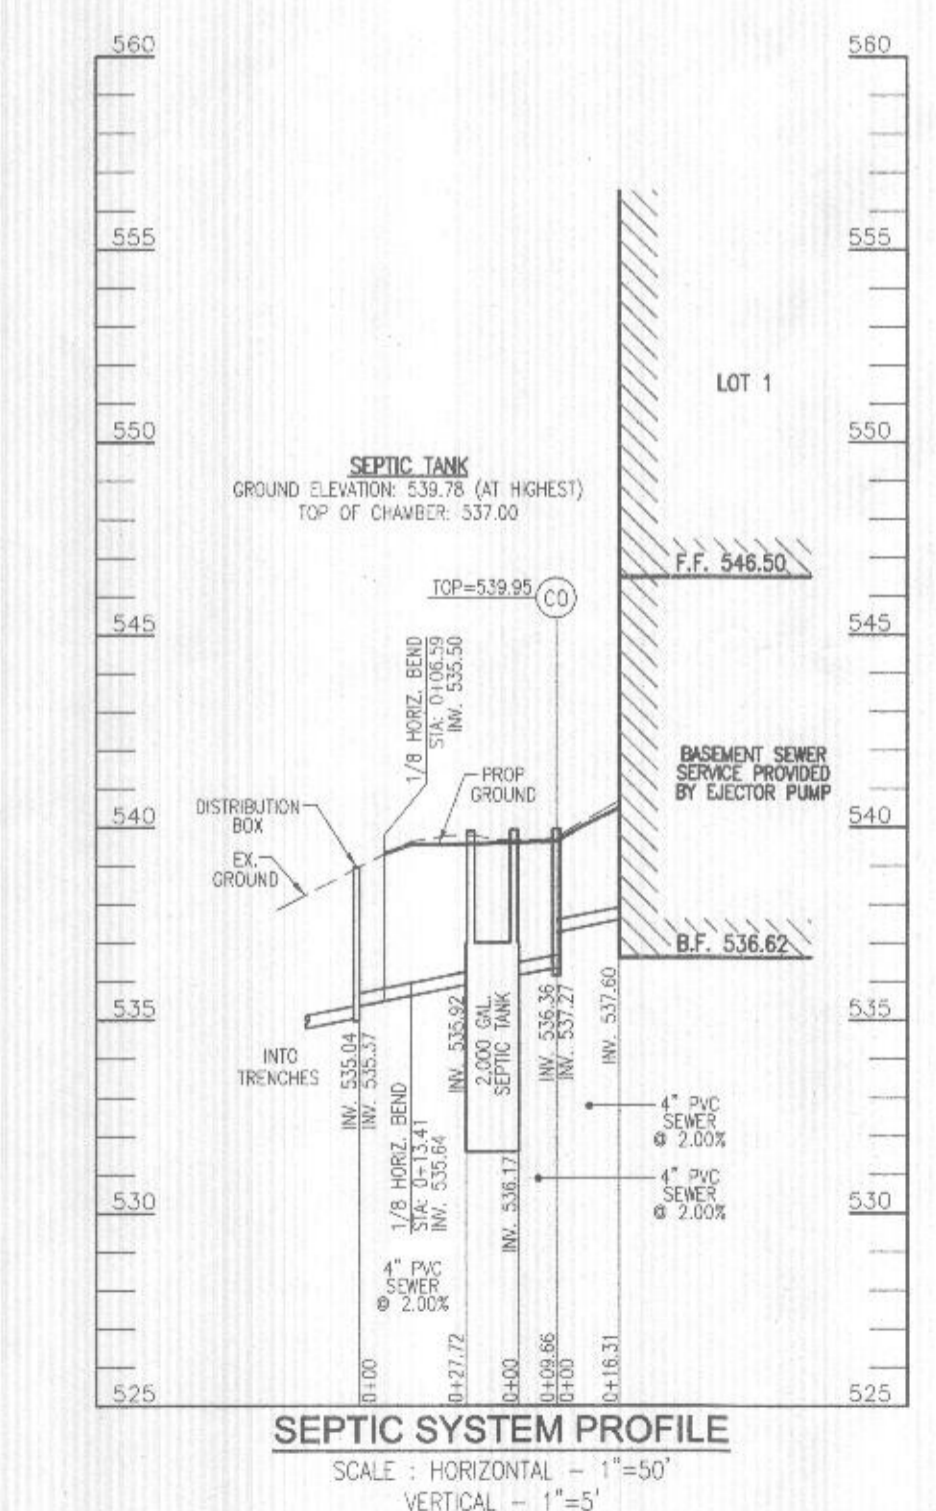 560
560
555
555
LOT 1
550
550
SEPTIC TANK
GROUND ELEVATION: 539.78 (AT HIGHEST)
TOP OF CHAMBER: 537.00
F.F. 546.50
TOP=539.95
CO
545
545
1/8 HORIZ. BEND
STA: 0+06.59
INV. 535.50
BASEMENT SEWER
SERVICE PROVIDED
BY EJECTOR PUMP
PROP
GROUND
DISTRIBUTION
BOX
540
540
EX.
GROUND
B.F. 536.62
535
535
INTO
TRENCHES
INV. 535.04
INV. 535.37
1/8 HORIZ. BEND
STA: 0+13.41
INV. 535.64
INV. 535.92
2,000 GAL.
SEPTIC TANK
INV. 536.17
INV. 536.36
INV. 537.27
INV. 537.60
4" PVC
SEWER
@ 2.00%
4" PVC
SEWER
@ 2.00%
530
530
4" PVC
SEWER
@ 2.00%
0+00
0+27.72
0+00
0+09.66
0+00
0+16.31
525
525
SEPTIC SYSTEM PROFILE
SCALE : HORIZONTAL - 1"=50'
VERTICAL - 1"=5'